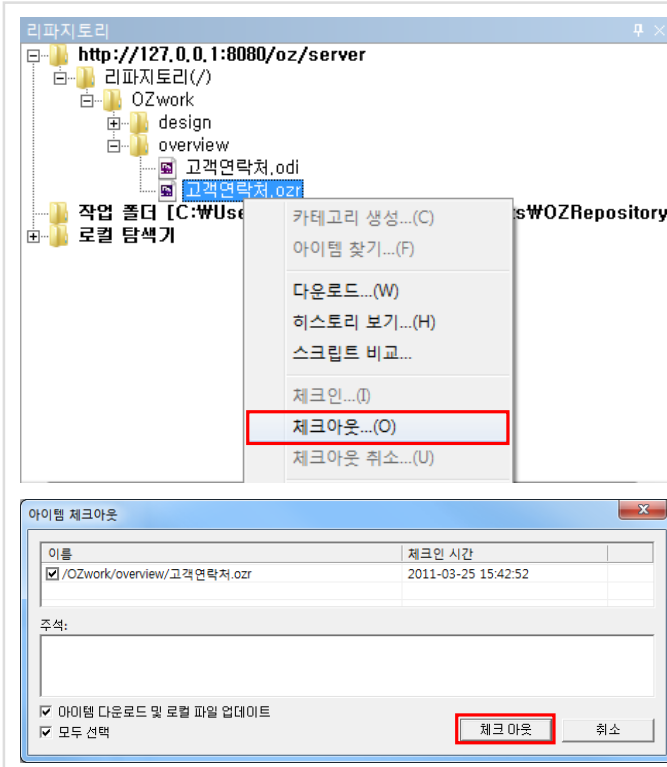 리파지토리
http://127.0.0.1:8080/oz/server
리파지토리(/)
OZwork
design
overview
고객연락처.odi
고객연락처.ozr
작업 폴더 [C:₩Use
s₩OZRepository
로컬 탐색기
카테고리 생성...(C)
아이템 찾기...(F)
다운로드...(W)
히스토리 보기...(H)
스크립트 비교...
체크인...(I)
체크아웃...(O)
체크아웃 취소...(U)
아이템 체크아웃
이름 체크인 시간
/OZwork/overview/고객연락처.ozr 2011-03-25 15:42:52
주석:
아이템 다운로드 및 로컬 파일 업데이트
모두 선택
체크 아웃 취소